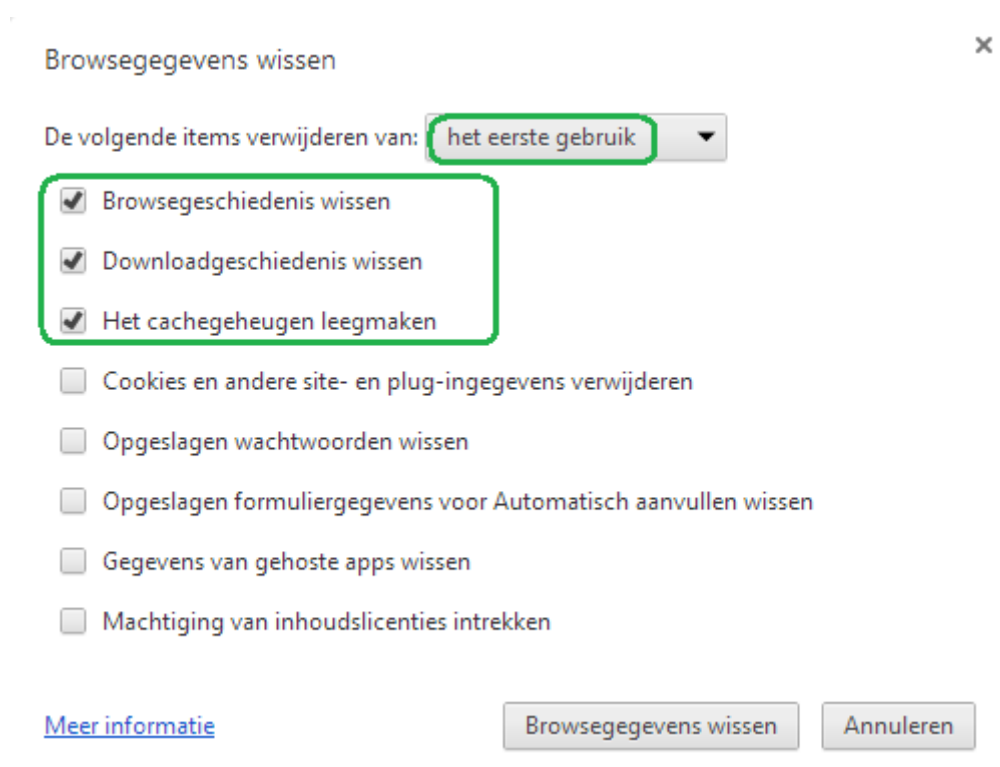 Browsegegevens wissen
De volgende items verwijderen van: het eerste gebruik
Browsegeschiedenis wissen
Downloadgeschiedenis wissen
Het cachegeheugen leegmaken
Cookies en andere site- en plug-ingegevens verwijderen
Opgeslagen wachtwoorden wissen
Opgeslagen formuliergegevens voor Automatisch aanvullen wissen
Gegevens van gehoste apps wissen
Machtiging van inhoudslicenties intrekken
Meer informatie Browsegegevens wissen Annuleren